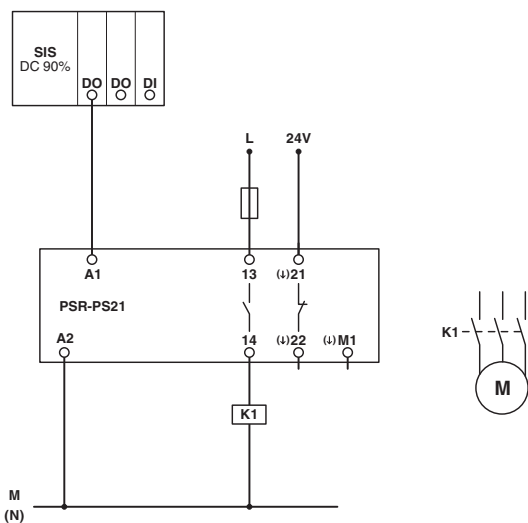 SIS
DC 90%
DO DO DI
L 24V
A1 13 (↓)21
PSR-PS21
A2 14 (↓)22 (↓)M1
K1
K1
M
M
(N)